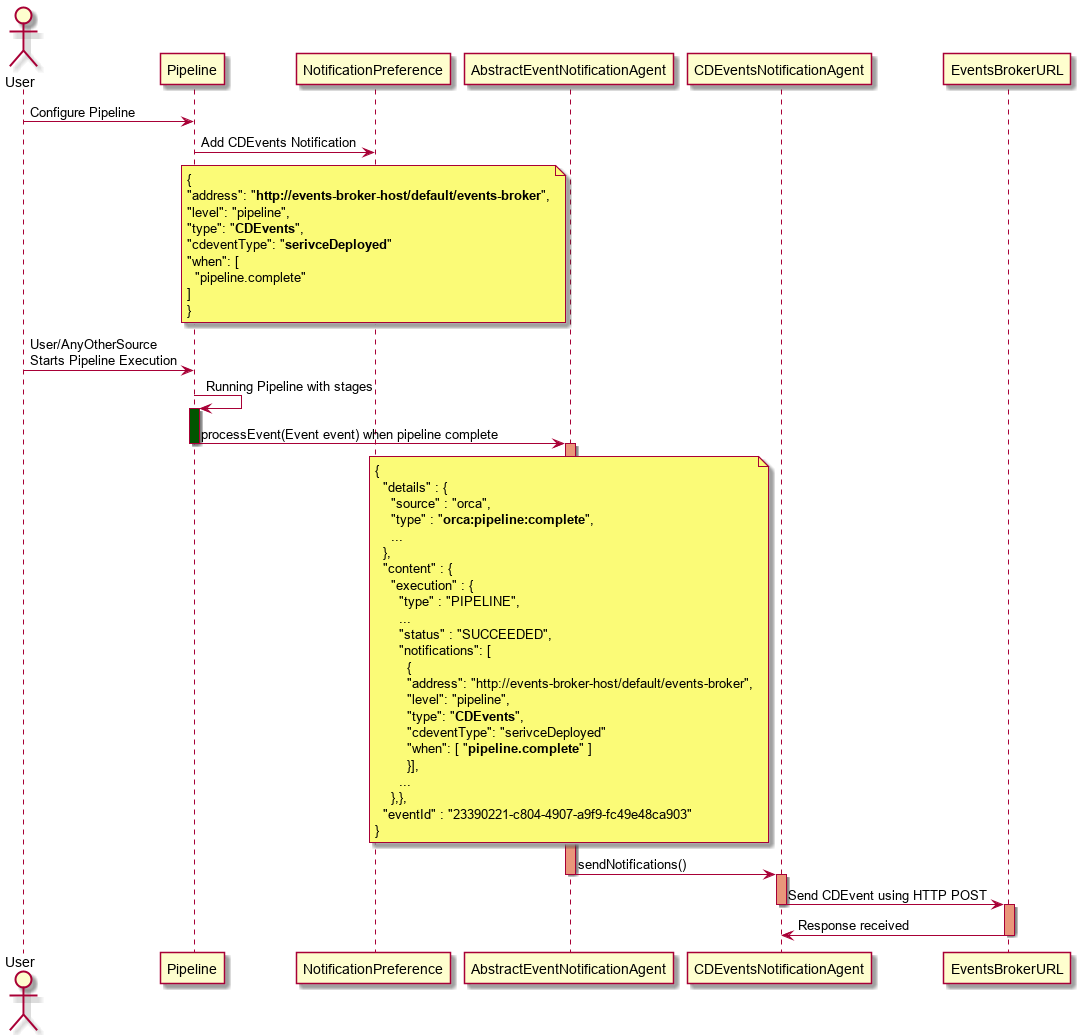 User
Pipeline
NotificationPreference
AbstractEventNotificationAgent
CDEventsNotificationAgent
EventsBrokerURL
Configure Pipeline
Add CDEvents Notification
{
"address": "http://events-broker-host/default/events-broker",
"level": "pipeline",
"type": "CDEvents",
"cdeventType": "serivceDeployed"
"when": [
"pipeline.complete"
]
}
User/AnyOtherSource
Starts Pipeline Execution
Running Pipeline with stages
processEvent(Event event) when pipeline complete
{
"details" : {
"source" : "orca",
"type" : "orca:pipeline:complete",
...
},
"content" : {
"execution" : {
"type" : "PIPELINE",
...
"status" : "SUCCEEDED",
"notifications": [
{
"address": "http://events-broker-host/default/events-broker",
"level": "pipeline",
"type": "CDEvents",
"cdeventType": "serivceDeployed"
"when": [ "pipeline.complete" ]
}],
...
},},
"eventId" : "23390221-c804-4907-a9f9-fc49e48ca903"
}
sendNotifications()
Send CDEvent using HTTP POST
Response received
User
Pipeline
NotificationPreference
AbstractEventNotificationAgent
CDEventsNotificationAgent
EventsBrokerURL